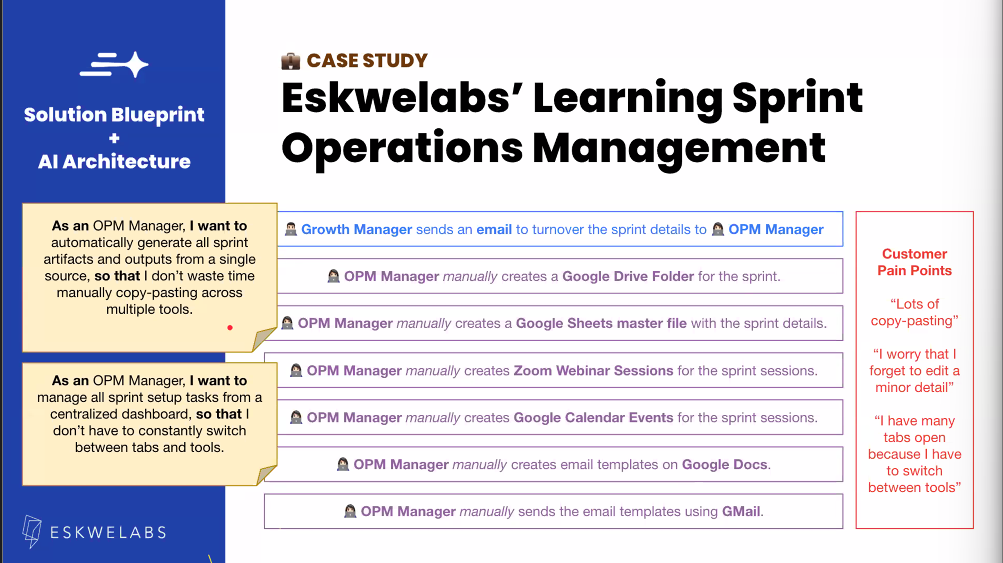 Solution Blueprint
+
AI Architecture
CASE STUDY
Eskwelabs’ Learning Sprint
Operations Management
As an OPM Manager, I want to
automatically generate all sprint
artifacts and outputs from a single
source, so that I don’t waste time
manually copy-pasting across
multiple tools.
As an OPM Manager, I want to
manage all sprint setup tasks from a
centralized dashboard, so that I
don’t have to constantly switch
between tabs and tools.
Growth Manager sends an email to turnover the sprint details to OPM Manager
OPM Manager manually creates a Google Drive Folder for the sprint.
OPM Manager manually creates a Google Sheets master file with the sprint details.
OPM Manager manually creates Zoom Webinar Sessions for the sprint sessions.
OPM Manager manually creates Google Calendar Events for the sprint sessions.
OPM Manager manually creates email templates on Google Docs.
OPM Manager manually sends the email templates using GMail.
Customer
Pain Points
“Lots of
copy-pasting”
“I worry that I
forget to edit a
minor detail”
“I have many
tabs open
because I have
to switch
between tools”
ESKWELABS